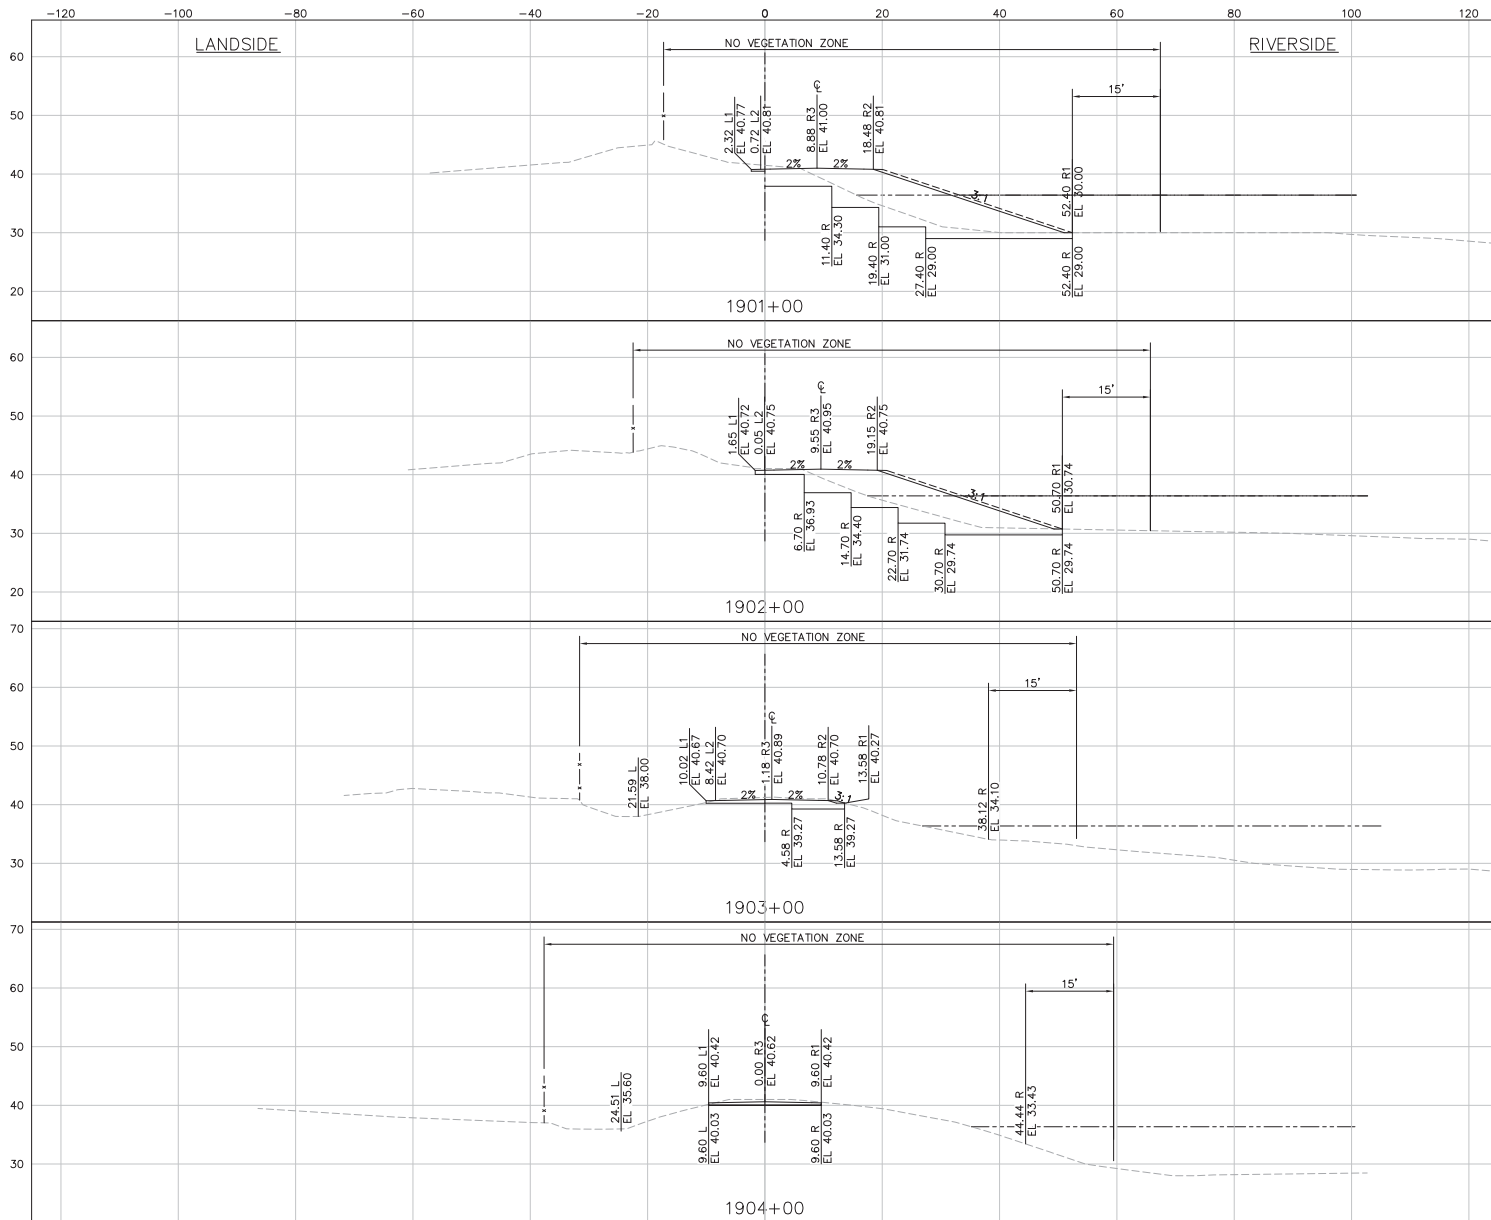 -120 -100 -80 -60 -40 -20 0 20 40 60 80 100 120
LANDSIDE
RIVERSIDE
NO VEGETATION ZONE
15'
60
50
40
30
20
2.32 L1
EL 40.77
0.72 L2
EL 40.81
℄
8.88 R3
EL 41.00
18.48 R2
EL 40.81
2%
2%
3:1
52.40 R1
EL 30.00
11.40 R
EL 34.30
19.40 R
EL 31.00
27.40 R
EL 29.00
52.40 R
EL 29.00
1901+00
NO VEGETATION ZONE
15'
60
50
40
30
20
1.65 L1
EL 40.72
0.05 L2
EL 40.75
℄
9.55 R3
EL 40.95
19.15 R2
EL 40.75
2%
2%
3:1
50.70 R1
EL 30.74
6.70 R
EL 36.93
14.70 R
EL 34.40
22.70 R
EL 31.74
30.70 R
EL 29.74
50.70 R
EL 29.74
1902+00
NO VEGETATION ZONE
15'
70
60
50
40
30
21.59 L
EL 38.00
10.02 L1
EL 40.67
8.42 L2
EL 40.70
℄
1.18 R3
EL 40.89
10.78 R2
EL 40.70
13.58 R1
EL 40.27
2%
2%
3:1
38.12 R
EL 34.10
4.58 R
EL 39.27
13.58 R
EL 39.27
1903+00
NO VEGETATION ZONE
15'
70
60
50
40
30
24.51 L
EL 35.60
9.60 L1
EL 40.42
℄
0.00 R3
EL 40.62
9.60 R1
EL 40.42
44.44 R
EL 33.43
9.60 L
EL 40.03
9.60 R
EL 40.03
1904+00